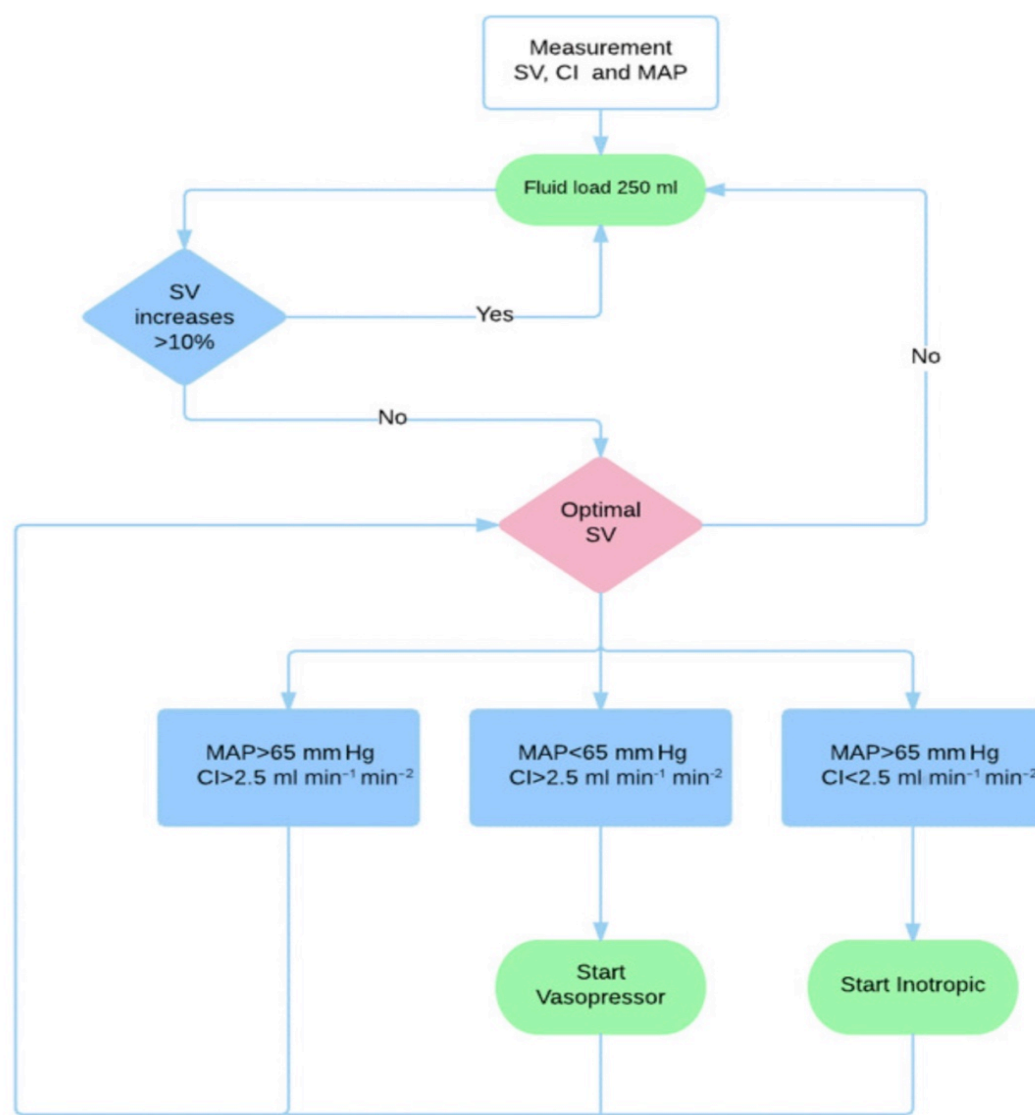 Measurement
SV, CI and MAP
Fluid load 250 ml
SV
increases
>10%
Yes
No
No
Optimal
SV
MAP>65 mm Hg
CI>2.5 ml min⁻¹ min⁻²
MAP<65 mm Hg
CI>2.5 ml min⁻¹ min⁻²
MAP>65 mm Hg
CI<2.5 ml min⁻¹ min⁻²
Start
Vasopressor
Start Inotropic